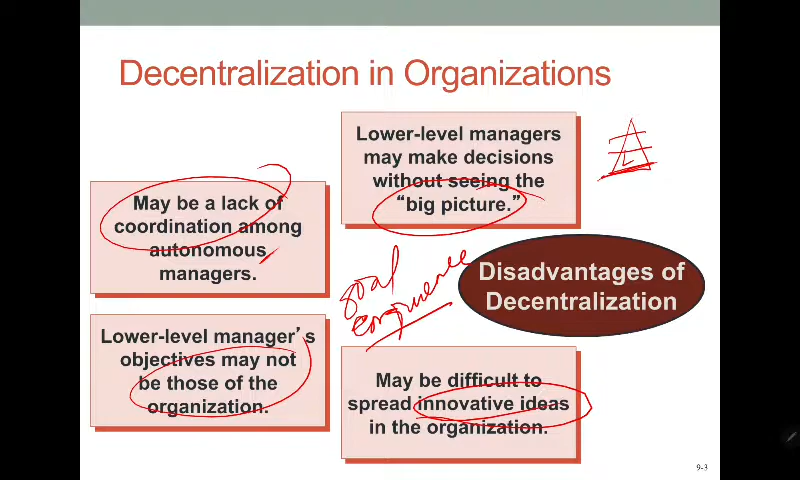 Decentralization in Organizations
Lower-level managers
may make decisions
without seeing the
“big picture.”
May be a lack of
coordination among
autonomous
managers.
goal
congruence
Disadvantages of
Decentralization
Lower-level manager’s
objectives may not
be those of the
organization.
May be difficult to
spread innovative ideas
in the organization.
9-3